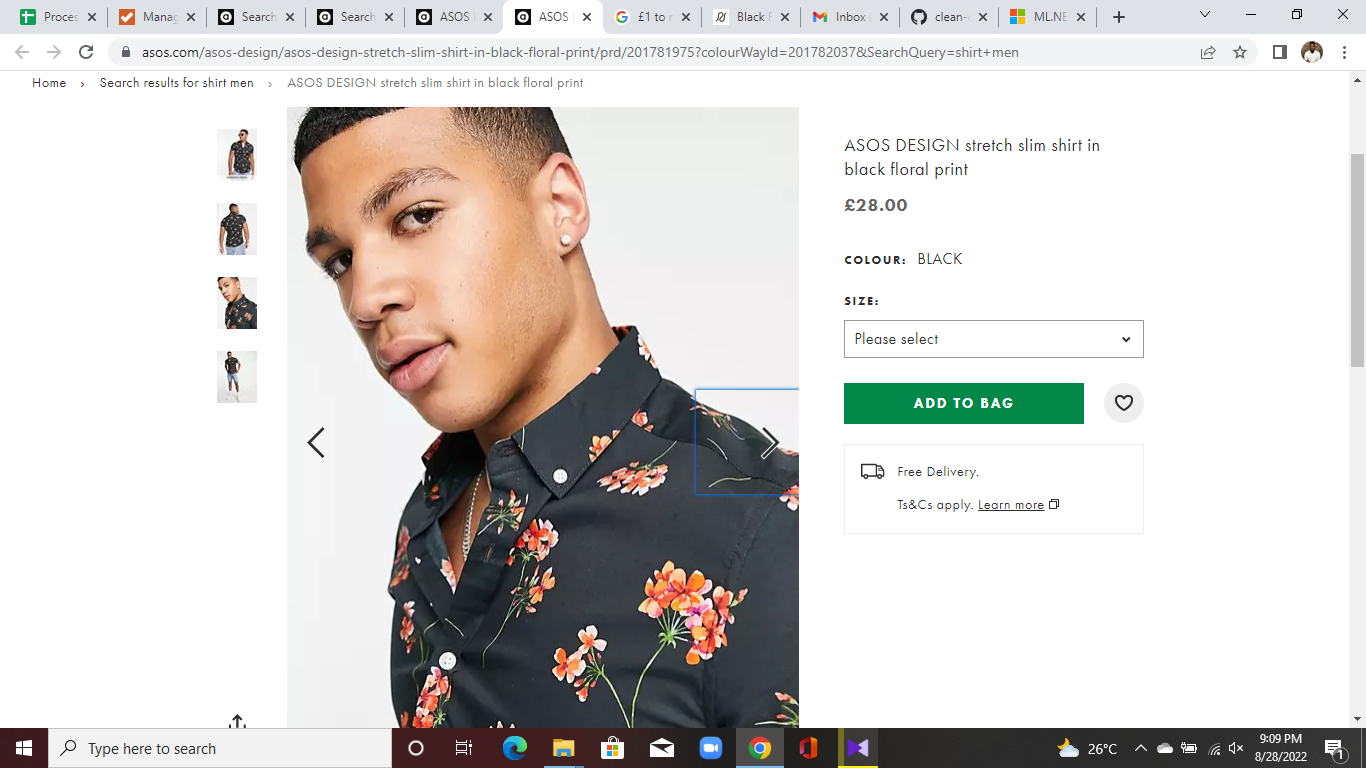 Proces
Manag
Search
Search
ASOS
ASOS
£1 to
Black F
Inbox
clean-
ML.NE
asos.com/asos-design/asos-design-stretch-slim-shirt-in-black-floral-print/prd/201781975?colourWayId=201782037&SearchQuery=shirt+men
Home › Search results for shirt men › ASOS DESIGN stretch slim shirt in black floral print
ASOS DESIGN stretch slim shirt in
black floral print
£28.00
COLOUR: BLACK
SIZE:
Please select
ADD TO BAG
Free Delivery.
Ts&Cs apply. Learn more
Type here to search
26°C
9:09 PM
8/28/2022
1